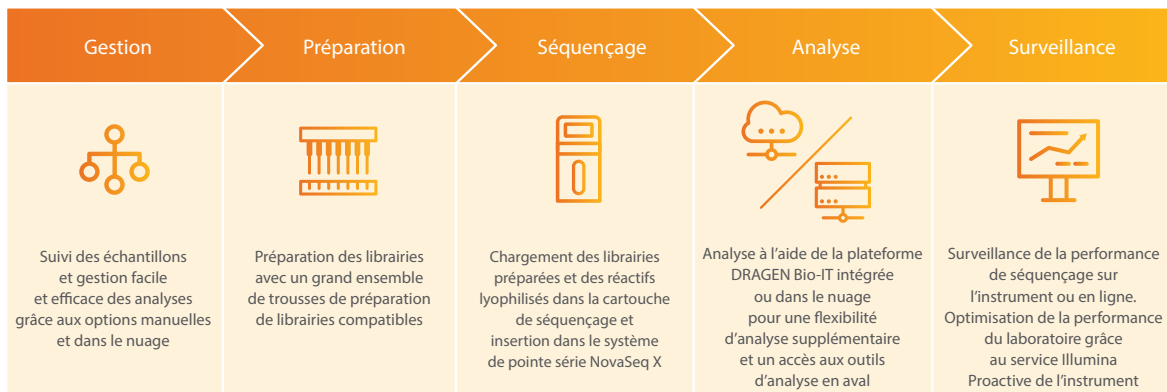 Gestion
Préparation
Séquençage
Analyse
Surveillance
Suivi des échantillons
et gestion facile
et efficace des analyses
grâce aux options manuelles
et dans le nuage
Préparation des librairies
avec un grand ensemble
de trousses de préparation
de librairies compatibles
Chargement des librairies
préparées et des réactifs
lyophilisés dans la cartouche
de séquençage et
insertion dans le système
de pointe série NovaSeq X
Analyse à l’aide de la plateforme
DRAGEN Bio-IT intégrée
ou dans le nuage
pour une flexibilité
d’analyse supplémentaire
et un accès aux outils
d’analyse en aval
Surveillance de la performance
de séquençage sur
l’instrument ou en ligne.
Optimisation de la performance
du laboratoire grâce
au service Illumina
Proactive de l’instrument